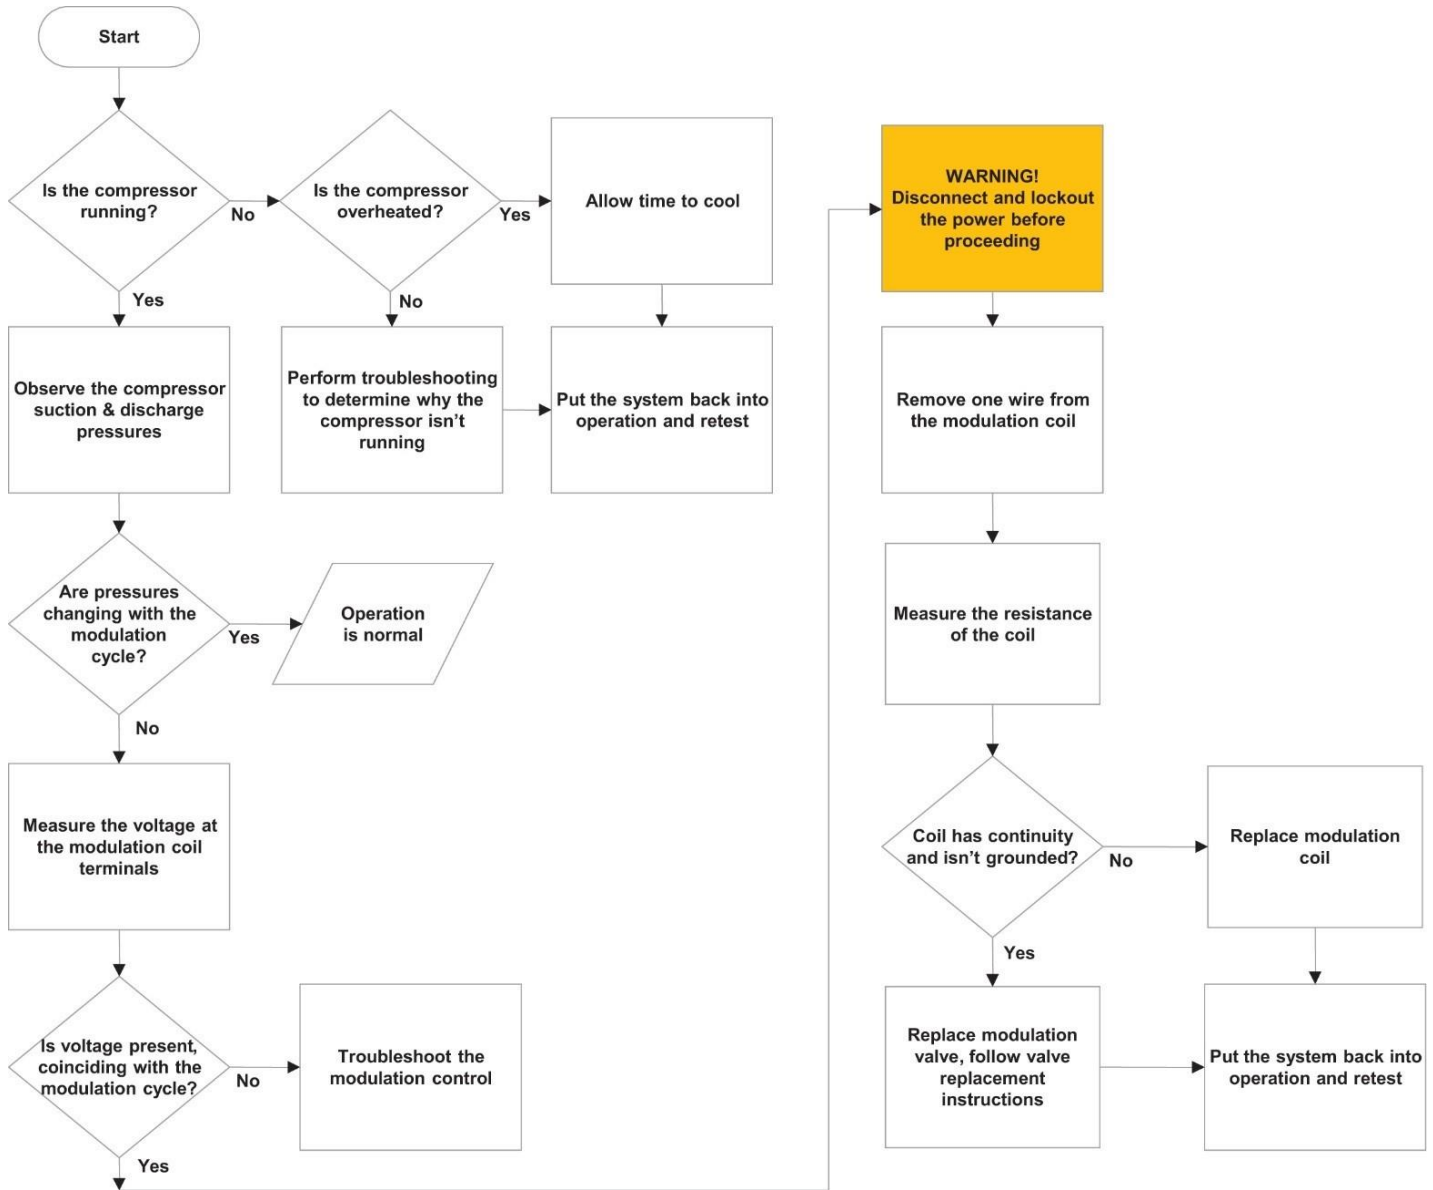 Start
Is the compressor
running?
No
Yes
Is the compressor
overheated?
Yes
No
Allow time to cool
Observe the compressor
suction & discharge
pressures
Perform troubleshooting
to determine why the
compressor isn't
running
Put the system back into
operation and retest
Are pressures
changing with the
modulation
cycle?
Yes
No
Operation
is normal
Measure the voltage at
the modulation coil
terminals
Is voltage present,
coinciding with the
modulation cycle?
No
Yes
Troubleshoot the
modulation control
WARNING!
Disconnect and lockout
the power before
proceeding
Remove one wire from
the modulation coil
Measure the resistance
of the coil
Coil has continuity
and isn't grounded?
No
Yes
Replace modulation
coil
Replace modulation
valve, follow valve
replacement
instructions
Put the system back into
operation and retest